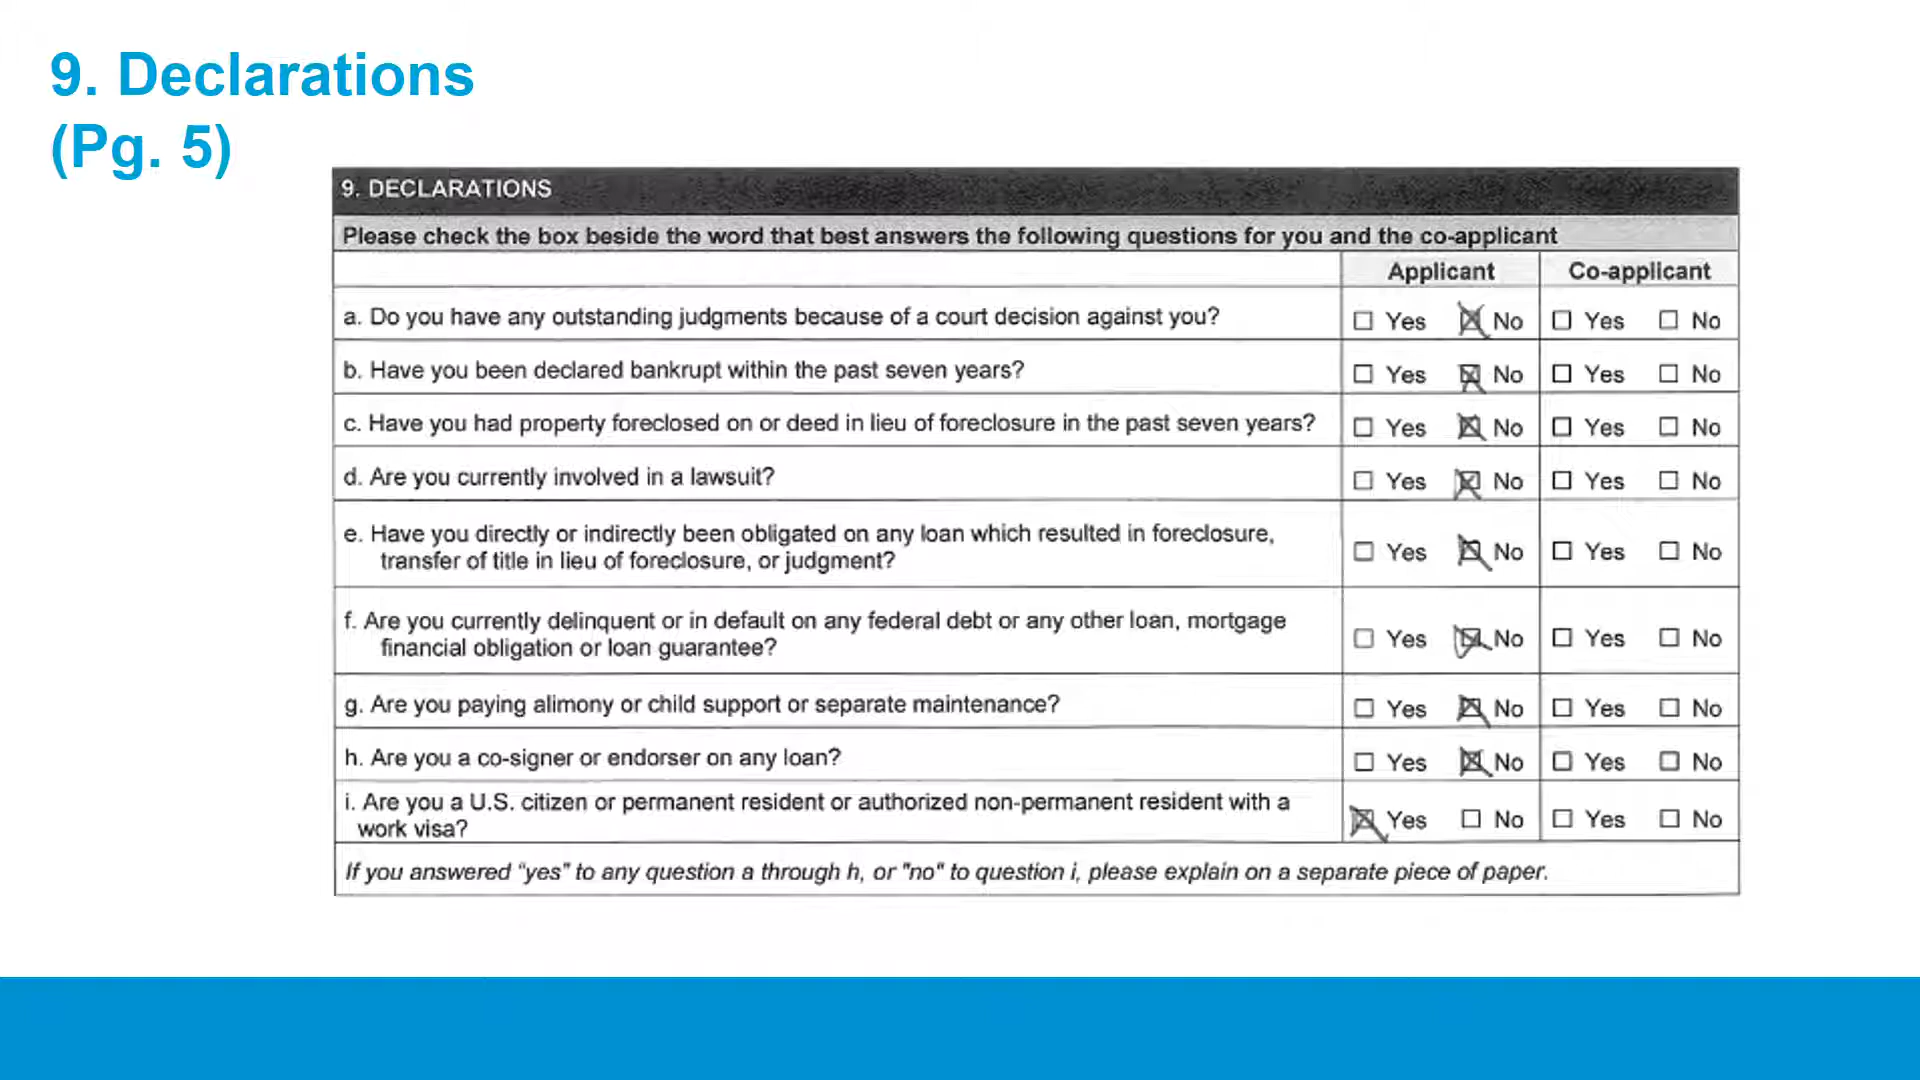 9. Declarations
(Pg. 5)
9. DECLARATIONS
Please check the box beside the word that best answers the following questions for you and the co-applicant
Applicant Co-applicant
a. Do you have any outstanding judgments because of a court decision against you? ☐ Yes ☒ No ☐ Yes ☐ No
b. Have you been declared bankrupt within the past seven years? ☐ Yes ☒ No ☐ Yes ☐ No
c. Have you had property foreclosed on or deed in lieu of foreclosure in the past seven years? ☐ Yes ☒ No ☐ Yes ☐ No
d. Are you currently involved in a lawsuit? ☐ Yes ☒ No ☐ Yes ☐ No
e. Have you directly or indirectly been obligated on any loan which resulted in foreclosure,
transfer of title in lieu of foreclosure, or judgment? ☐ Yes ☒ No ☐ Yes ☐ No
f. Are you currently delinquent or in default on any federal debt or any other loan, mortgage
financial obligation or loan guarantee? ☐ Yes ☒ No ☐ Yes ☐ No
g. Are you paying alimony or child support or separate maintenance? ☐ Yes ☒ No ☐ Yes ☐ No
h. Are you a co-signer or endorser on any loan? ☐ Yes ☒ No ☐ Yes ☐ No
i. Are you a U.S. citizen or permanent resident or authorized non-permanent resident with a
work visa? ☒ Yes ☐ No ☐ Yes ☐ No
If you answered "yes" to any question a through h, or "no" to question i, please explain on a separate piece of paper.